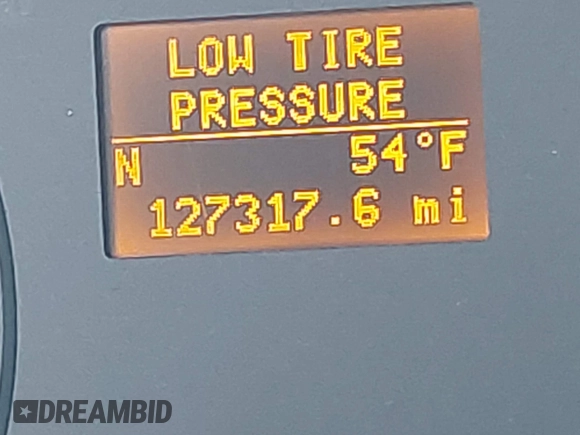 LOW TIRE
PRESSURE
N 54°F
127317.6 mi
DREAMBID